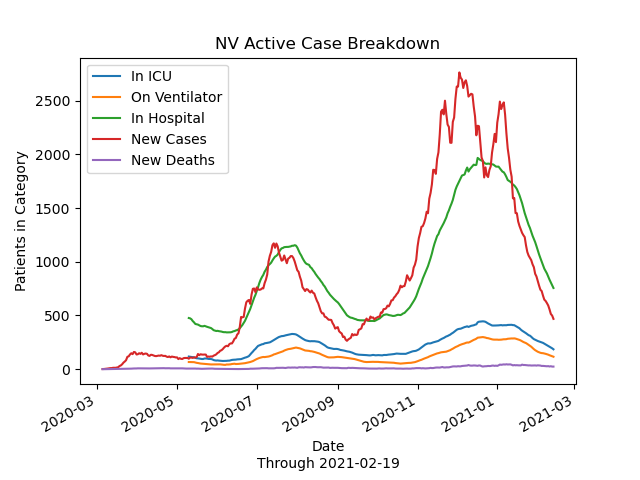 NV Active Case Breakdown
In ICU
On Ventilator
In Hospital
New Cases
New Deaths
Patients in Category
2500
2000
1500
1000
500
0
2020-03
2020-05
2020-07
2020-09
2020-11
2021-01
2021-03
Date
Through 2021-02-19